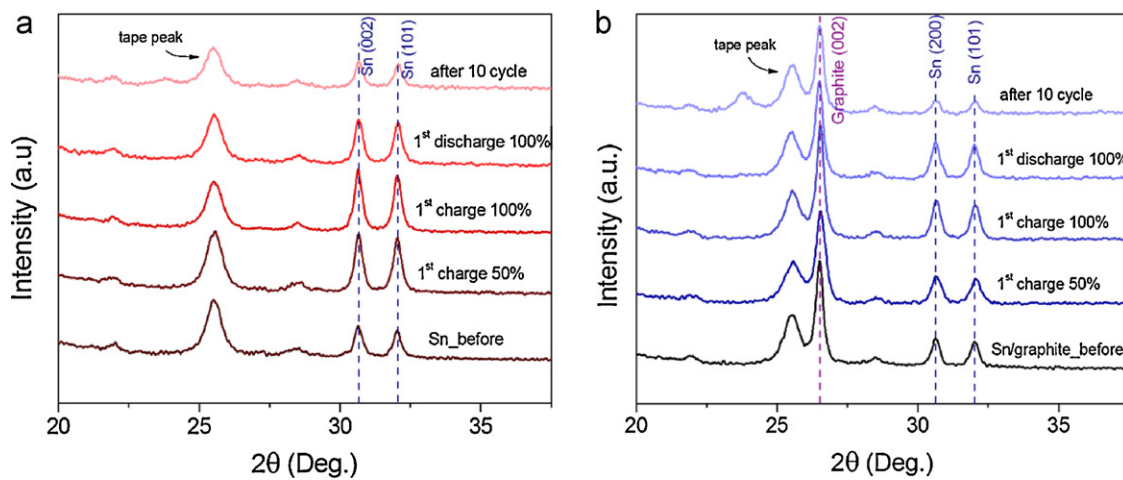 a
tape peak
Sn (002)
Sn (101)
after 10 cycle
1st discharge 100%
1st charge 100%
1st charge 50%
Sn_before
Intensity (a.u)
20 25 30 35
2θ (Deg.)
b
tape peak
Graphite (002)
Sn (200)
Sn (101)
after 10 cycle
1st discharge 100%
1st charge 100%
1st charge 50%
Sn/graphite_before
Intensity (a.u.)
20 25 30 35
2θ (Deg.)